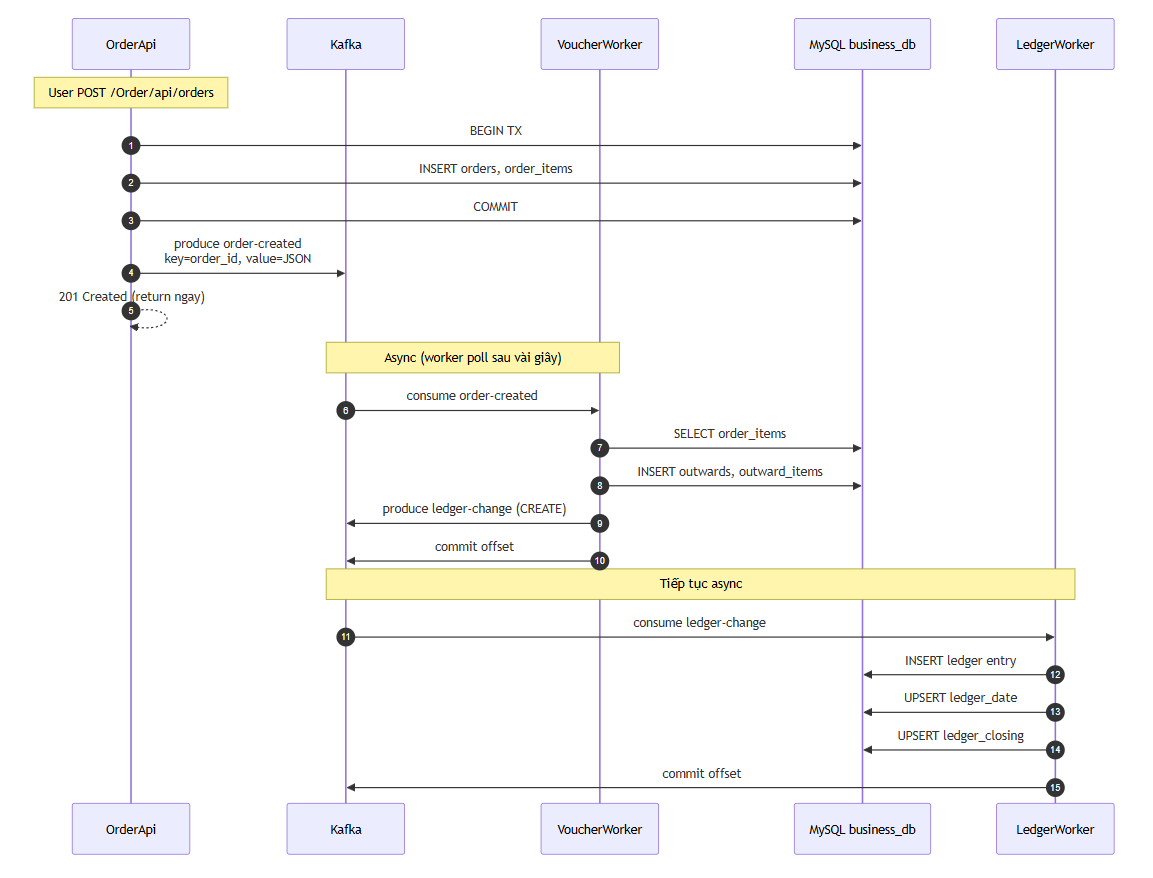 OrderApi
Kafka
VoucherWorker
MySQL business_db
LedgerWorker
User POST /Order/api/orders
BEGIN TX
1
INSERT orders, order_items
2
COMMIT
3
produce order-created
key=order_id, value=JSON
4
201 Created (return ngay)
5
Async (worker poll sau vài giây)
consume order-created
6
SELECT order_items
7
INSERT outwards, outward_items
8
produce ledger-change (CREATE)
9
commit offset
10
Tiếp tục async
consume ledger-change
11
INSERT ledger entry
12
UPSERT ledger_date
13
UPSERT ledger_closing
14
commit offset
15
OrderApi
Kafka
VoucherWorker
MySQL business_db
LedgerWorker